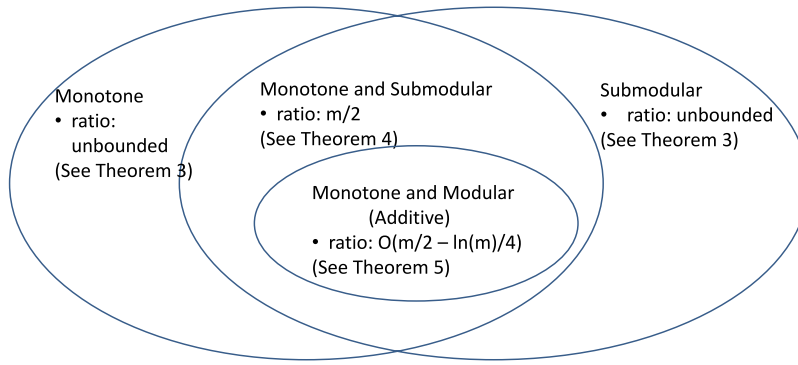 Monotone
• ratio:
unbounded
(See Theorem 3)
Monotone and Submodular
• ratio: m/2
(See Theorem 4)
Monotone and Modular
(Additive)
• ratio: O(m/2 – ln(m)/4)
(See Theorem 5)
Submodular
• ratio: unbounded
(See Theorem 3)